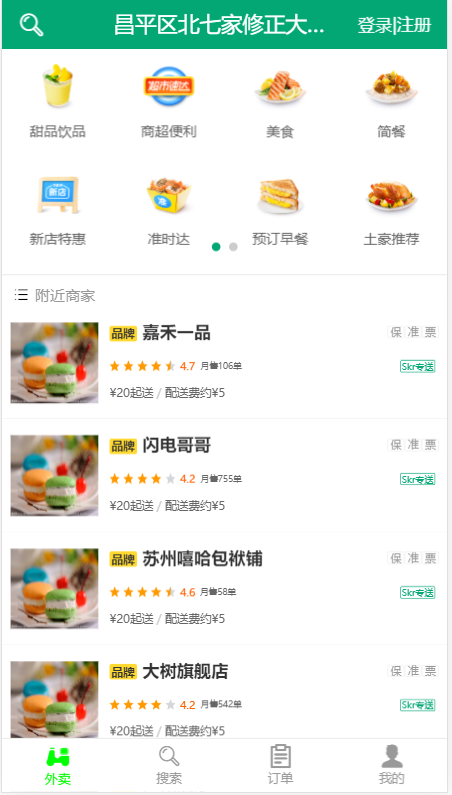 昌平区北七家修正大... 登录|注册
甜品饮品 商超便利 美食 简餐
超市速达
新店
准
新店特惠 准时达 预订早餐 土豪推荐
附近商家
品牌 嘉禾一品 保 准 票
4.7 月售106单 Skr专送
¥20起送 / 配送费约¥5
品牌 闪电哥哥 保 准 票
4.2 月售755单 Skr专送
¥20起送 / 配送费约¥5
品牌 苏州嘻哈包袱铺 保 准 票
4.6 月售58单 Skr专送
¥20起送 / 配送费约¥5
品牌 大树旗舰店 保 准 票
4.2 月售542单 Skr专送
¥20起送 / 配送费约¥5
外卖 搜索 订单 我的